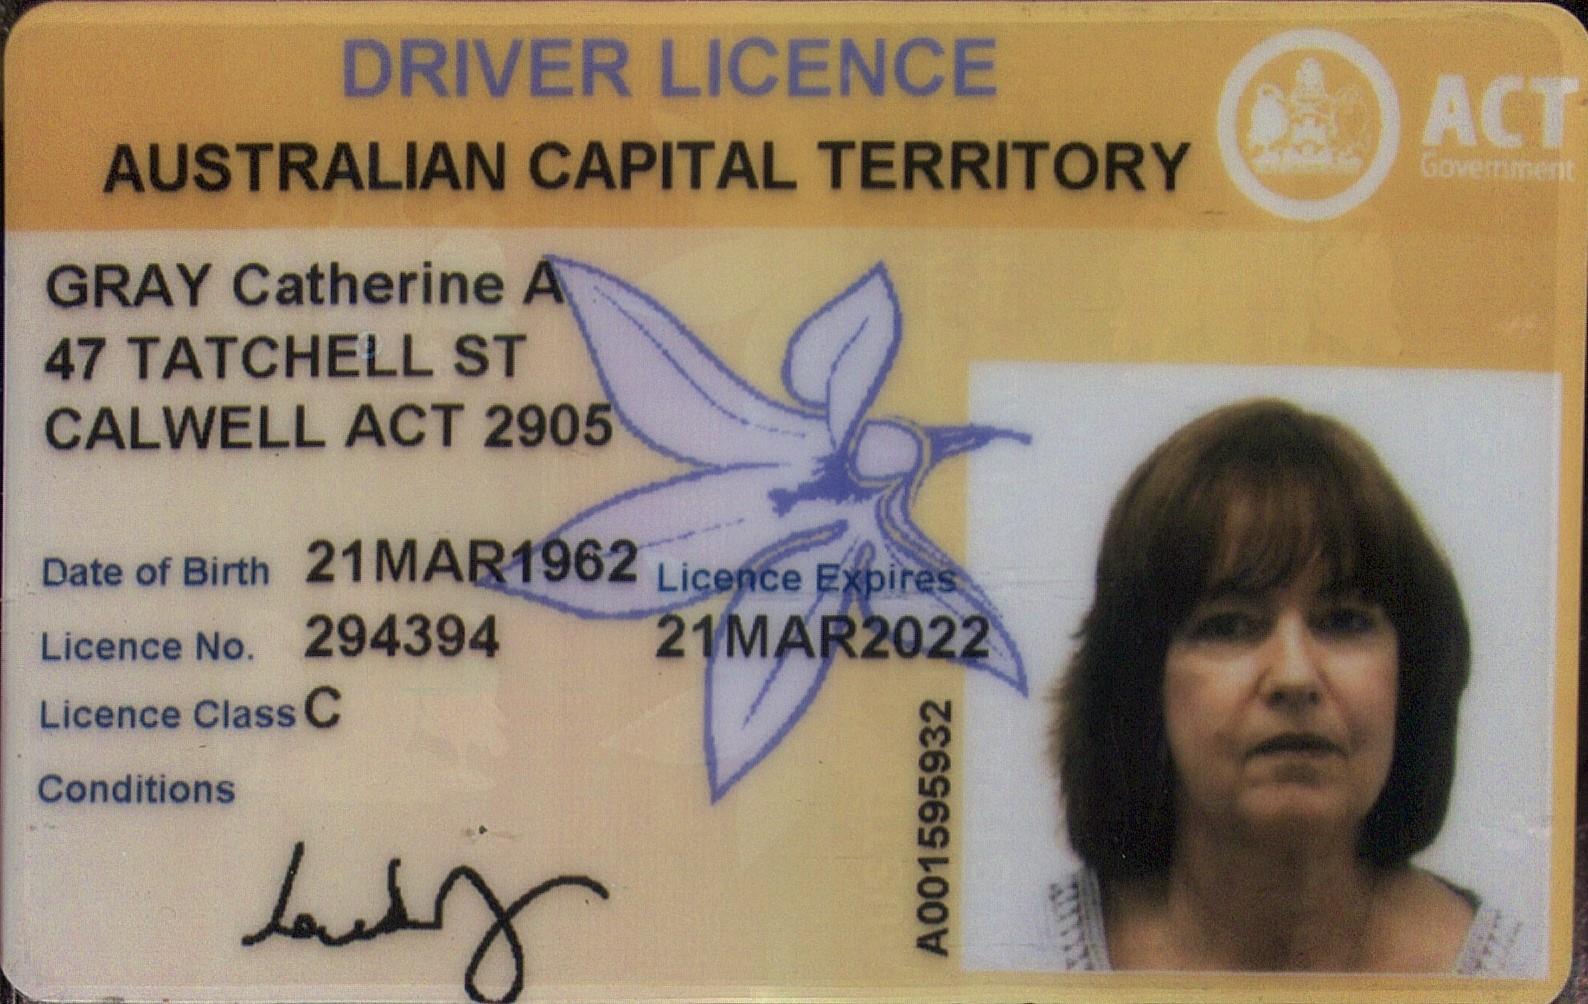 DRIVER LICENCE
AUSTRALIAN CAPITAL TERRITORY
ACT
Government
GRAY Catherine A
47 TATCHELL ST
CALWELL ACT 2905
Date of Birth 21MAR1962
Licence Expires
Licence No. 294394
21MAR2022
Licence Class C
Conditions
A001595932